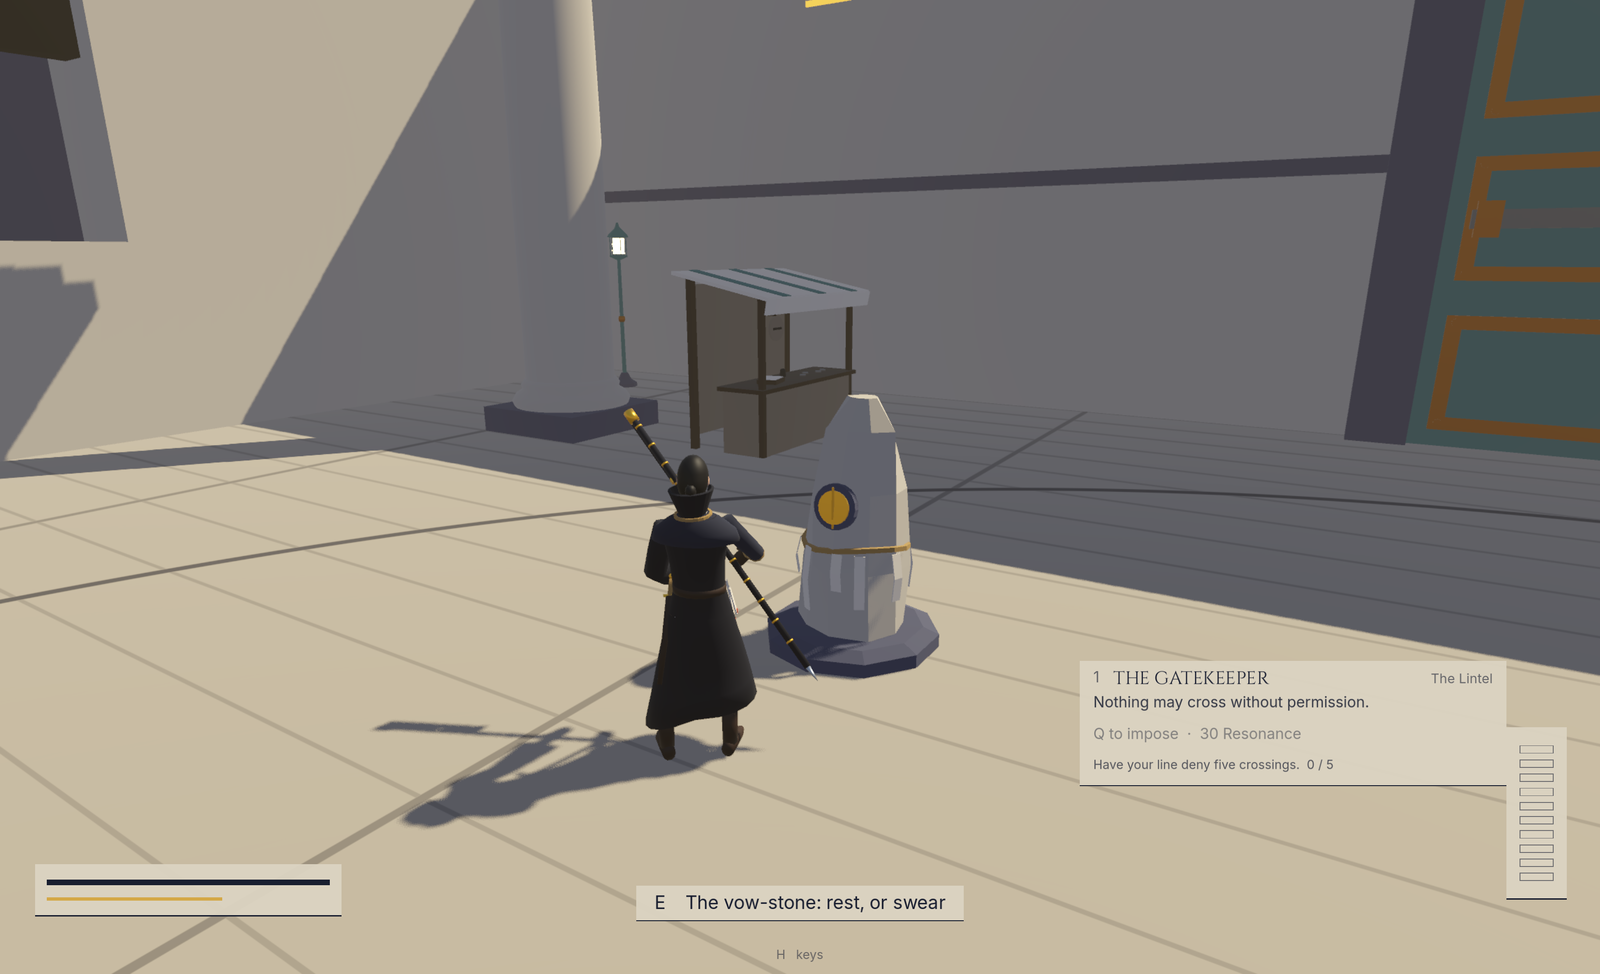 1 THE GATEKEEPER The Lintel
Nothing may cross without permission.
Q to impose · 30 Resonance
Have your line deny five crossings. 0 / 5
E The vow-stone: rest, or swear
H keys